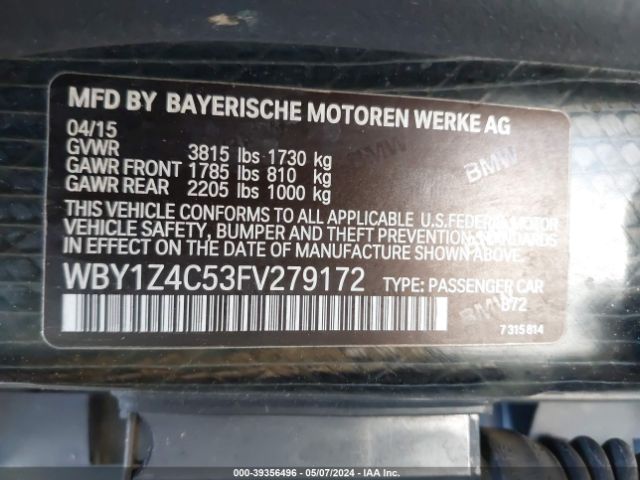 MFD BY BAYERISCHE MOTOREN WERKE AG
04/15
GVWR 3815 lbs 1730 kg
GAWR FRONT 1785 lbs 810 kg
GAWR REAR 2205 lbs 1000 kg
THIS VEHICLE CONFORMS TO ALL APPLICABLE U.S.FEDERAL MOTOR
VEHICLE SAFETY, BUMPER AND THEFT PREVENTION STANDARDS
IN EFFECT ON THE DATE OF MANUFACTURE SHOWN ABOVE.
WBY1Z4C53FV279172 TYPE: PASSENGER CAR
B72
7315814
BMW
BMW
BMW
000-39356496 - 05/07/2024 - IAA Inc.